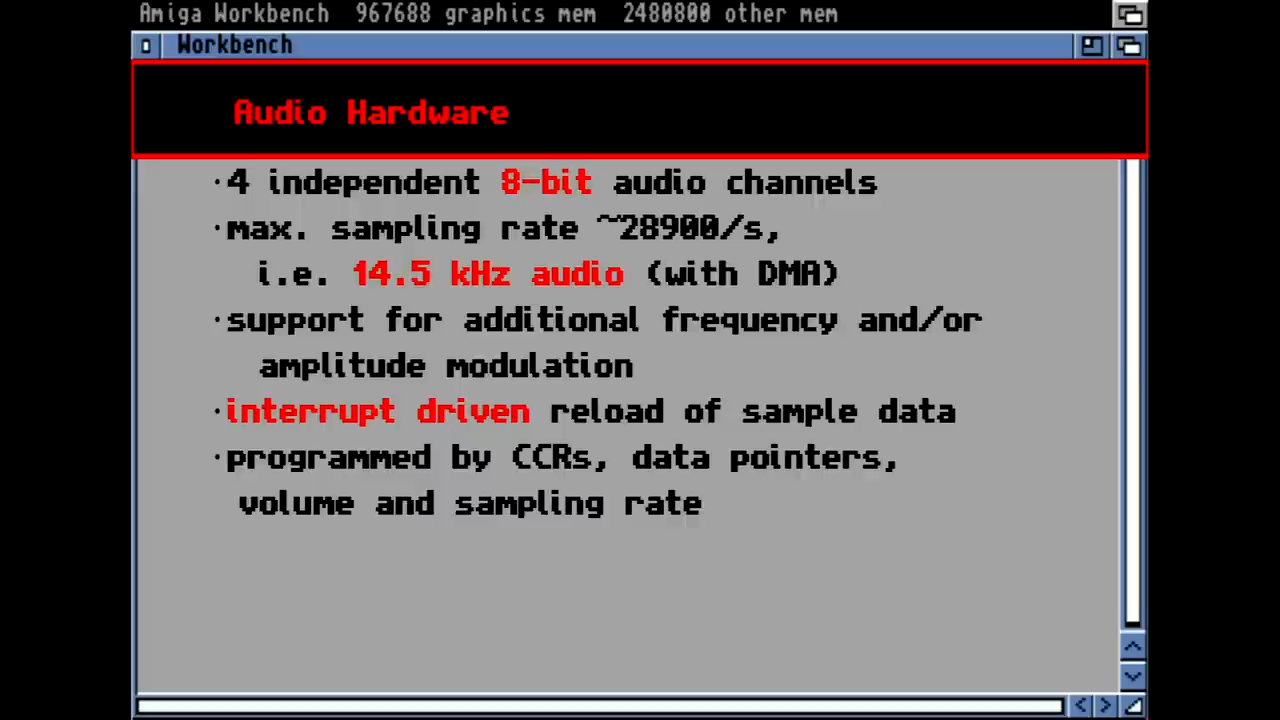 Amiga Workbench  967688 graphics mem  2480800 other mem
Workbench
Audio Hardware
·4 independent 8-bit audio channels
·max. sampling rate ~28900/s,
i.e. 14.5 kHz audio (with DMA)
·support for additional frequency and/or
amplitude modulation
·interrupt driven reload of sample data
·programmed by CCRs, data pointers,
volume and sampling rate